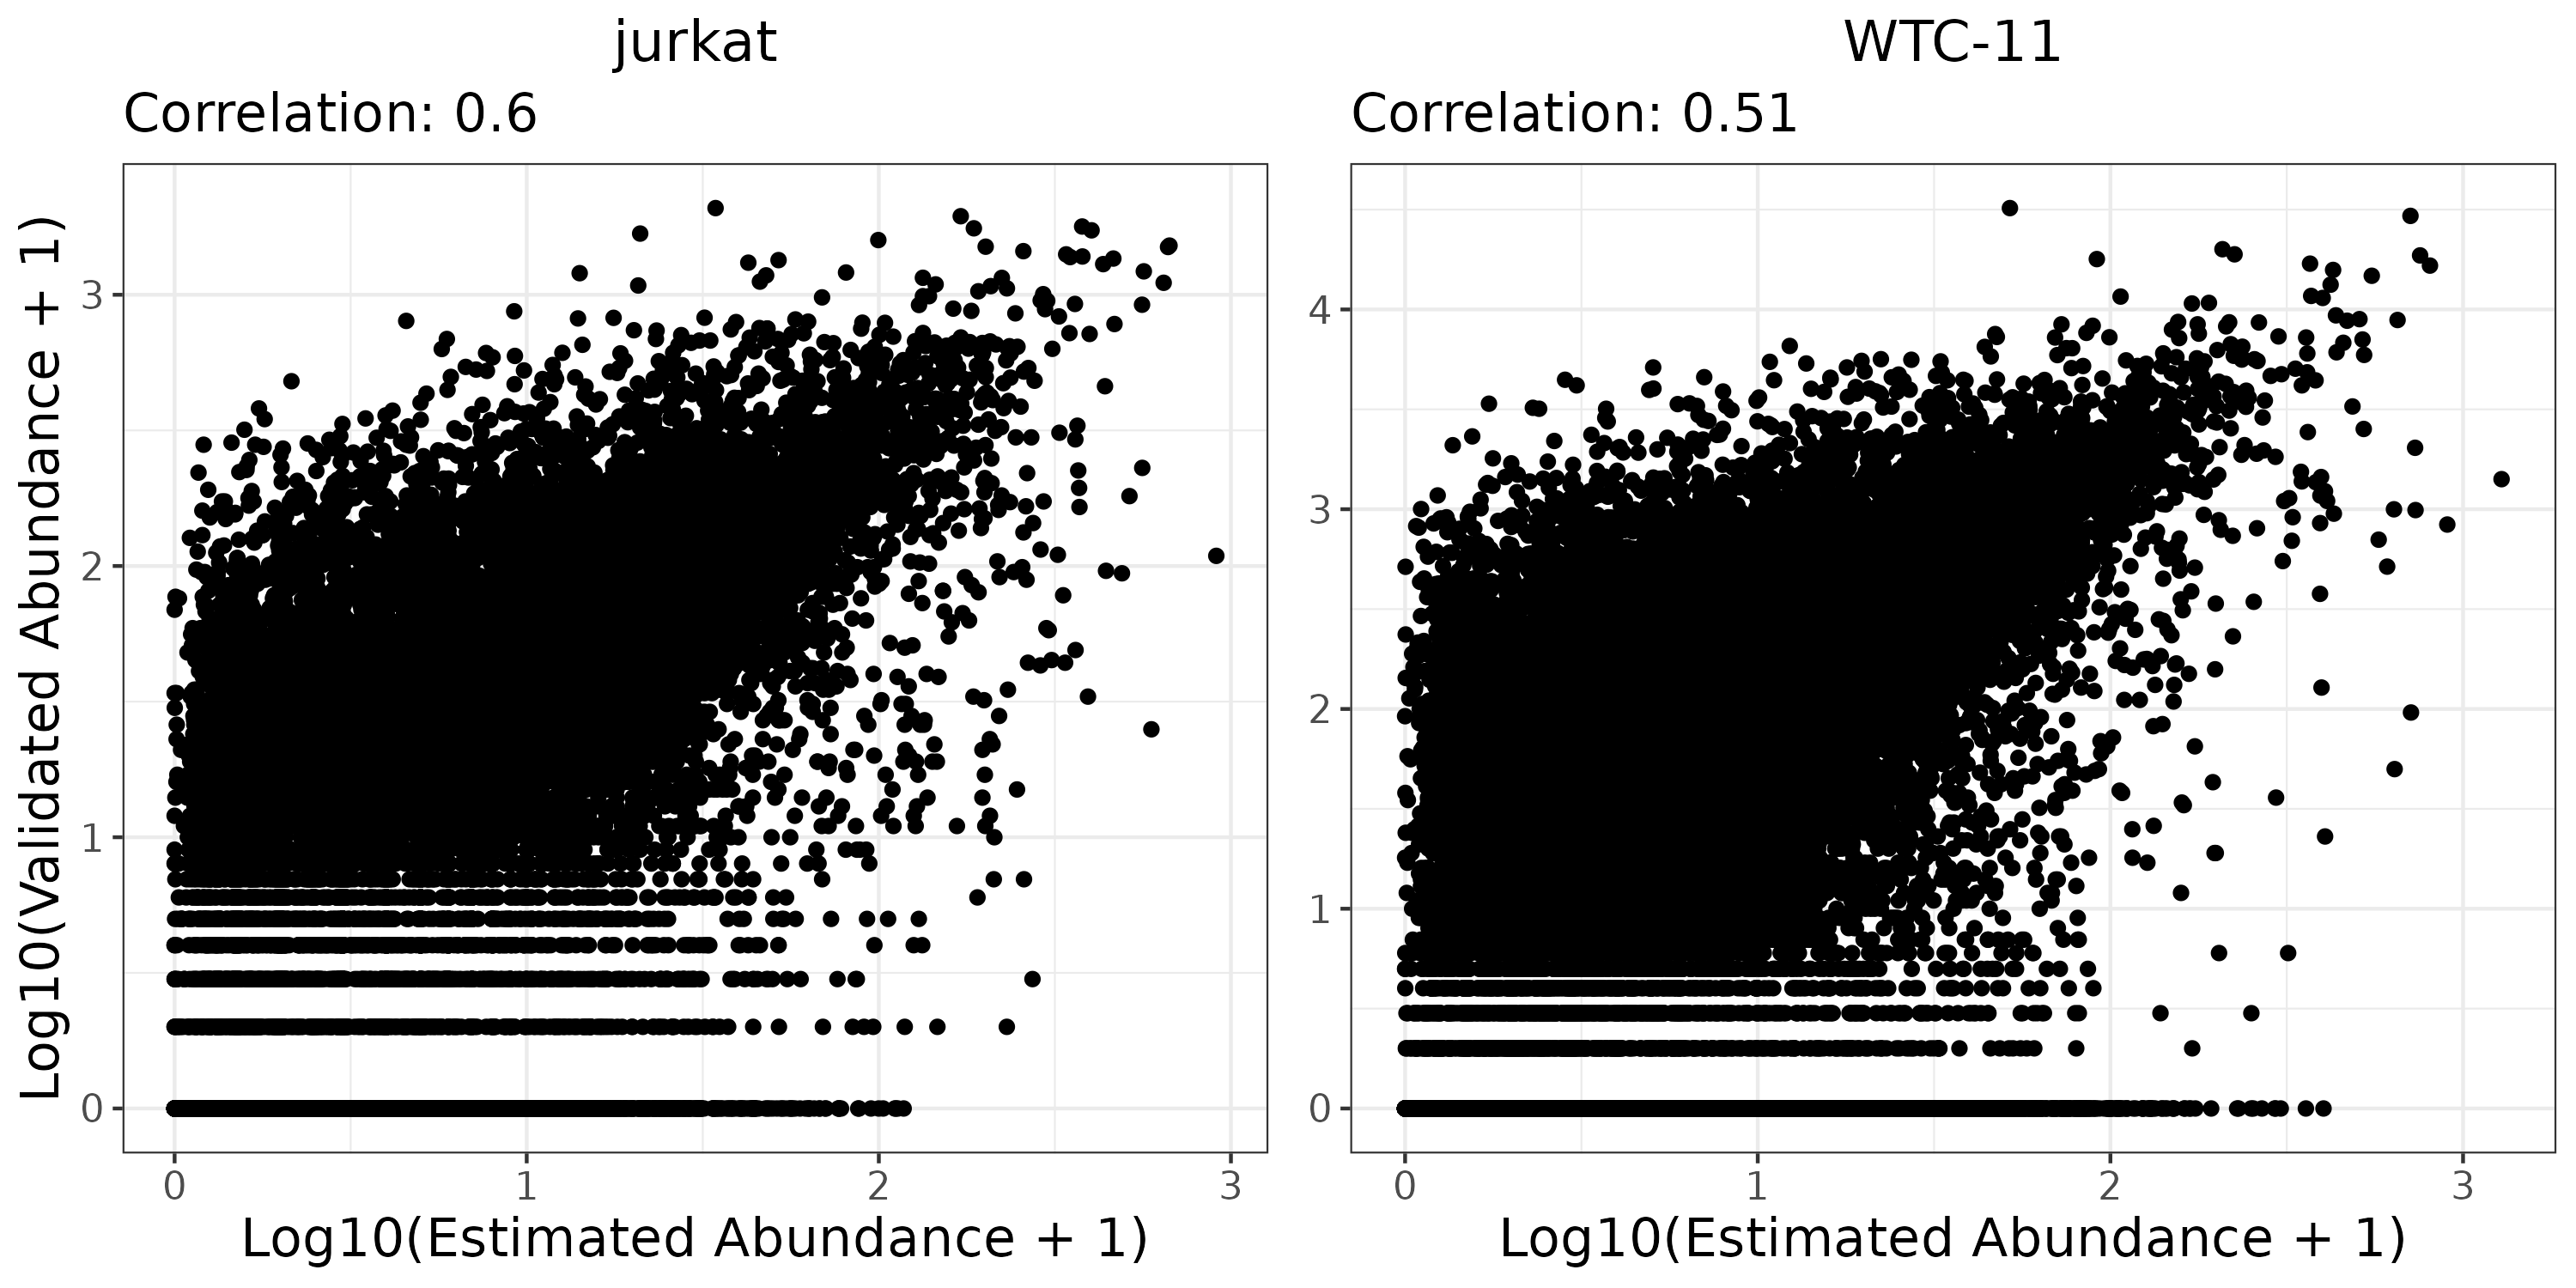 jurkat
Correlation: 0.6
Log10(Validated Abundance + 1)
3
2
1
0
0 1 2 3
Log10(Estimated Abundance + 1)
WTC-11
Correlation: 0.51
4
3
2
1
0
0 1 2 3
Log10(Estimated Abundance + 1)